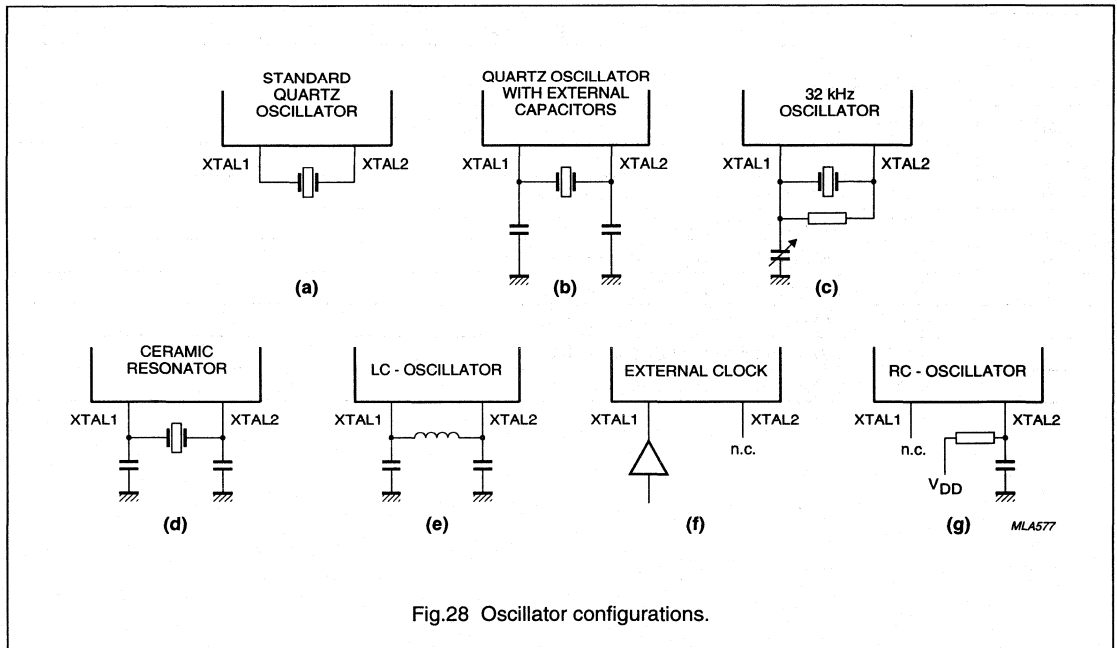 STANDARD
QUARTZ
OSCILLATOR
XTAL1
XTAL2
(a)
QUARTZ OSCILLATOR
WITH EXTERNAL
CAPACITORS
XTAL1
XTAL2
(b)
32 kHz
OSCILLATOR
XTAL1
XTAL2
(c)
CERAMIC
RESONATOR
XTAL1
XTAL2
(d)
LC - OSCILLATOR
XTAL1
XTAL2
(e)
EXTERNAL CLOCK
XTAL1
XTAL2
n.c.
(f)
RC - OSCILLATOR
XTAL1
XTAL2
n.c.
VDD
(g)
MLA577
Fig.28 Oscillator configurations.